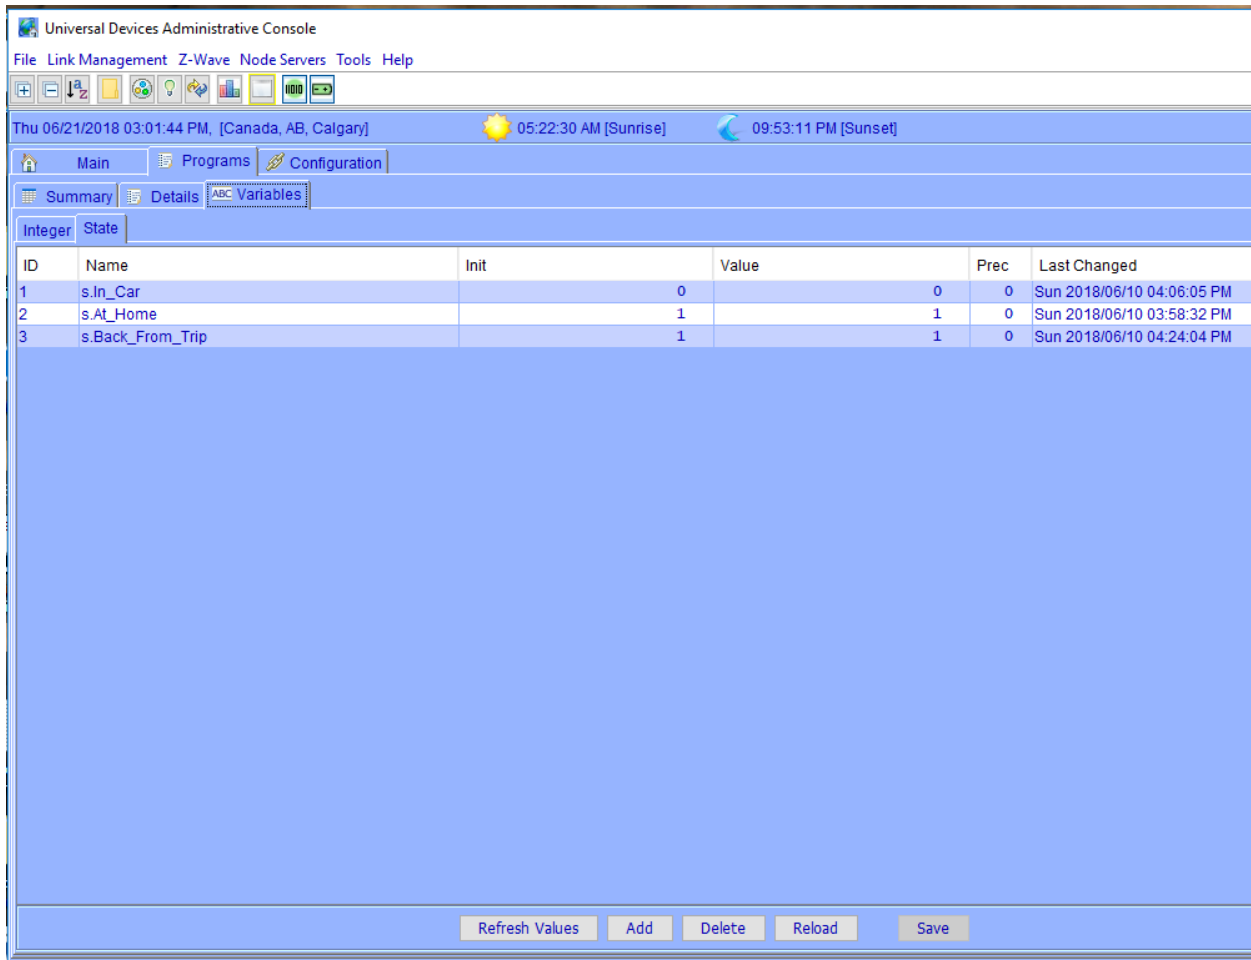 Universal Devices Administrative Console
File Link Management Z-Wave Node Servers Tools Help
Thu 06/21/2018 03:01:44 PM, [Canada, AB, Calgary] 05:22:30 AM [Sunrise] 09:53:11 PM [Sunset]
Main Programs Configuration
Summary Details ABC Variables
Integer State
ID Name Init Value Prec Last Changed
1 s.In_Car 0 0 0 Sun 2018/06/10 04:06:05 PM
2 s.At_Home 1 1 0 Sun 2018/06/10 03:58:32 PM
3 s.Back_From_Trip 1 1 0 Sun 2018/06/10 04:24:04 PM
Refresh Values Add Delete Reload Save